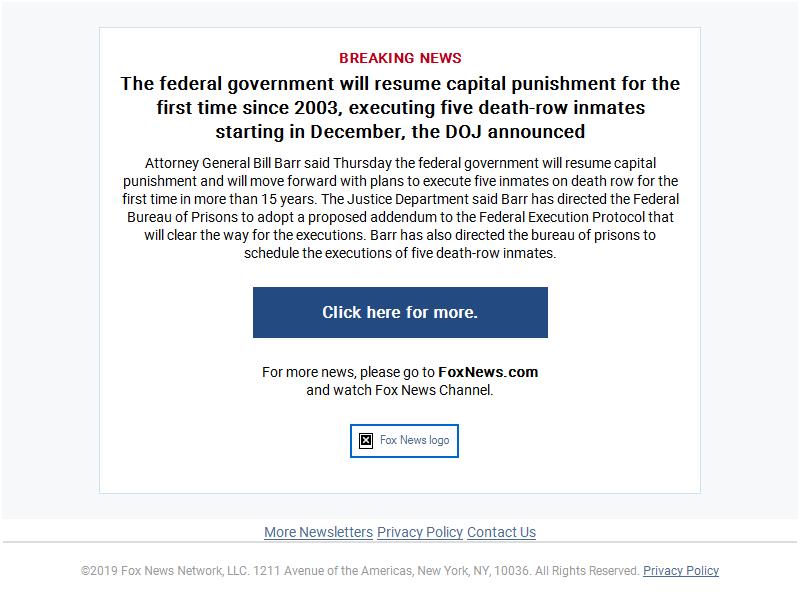 BREAKING NEWS
The federal government will resume capital punishment for the
first time since 2003, executing five death-row inmates
starting in December, the DOJ announced
Attorney General Bill Barr said Thursday the federal government will resume capital
punishment and will move forward with plans to execute five inmates on death row for the
first time in more than 15 years. The Justice Department said Barr has directed the Federal
Bureau of Prisons to adopt a proposed addendum to the Federal Execution Protocol that
will clear the way for the executions. Barr has also directed the bureau of prisons to
schedule the executions of five death-row inmates.
Click here for more.
For more news, please go to FoxNews.com
and watch Fox News Channel.
Fox News logo
More Newsletters Privacy Policy Contact Us
©2019 Fox News Network, LLC. 1211 Avenue of the Americas, New York, NY, 10036. All Rights Reserved. Privacy Policy